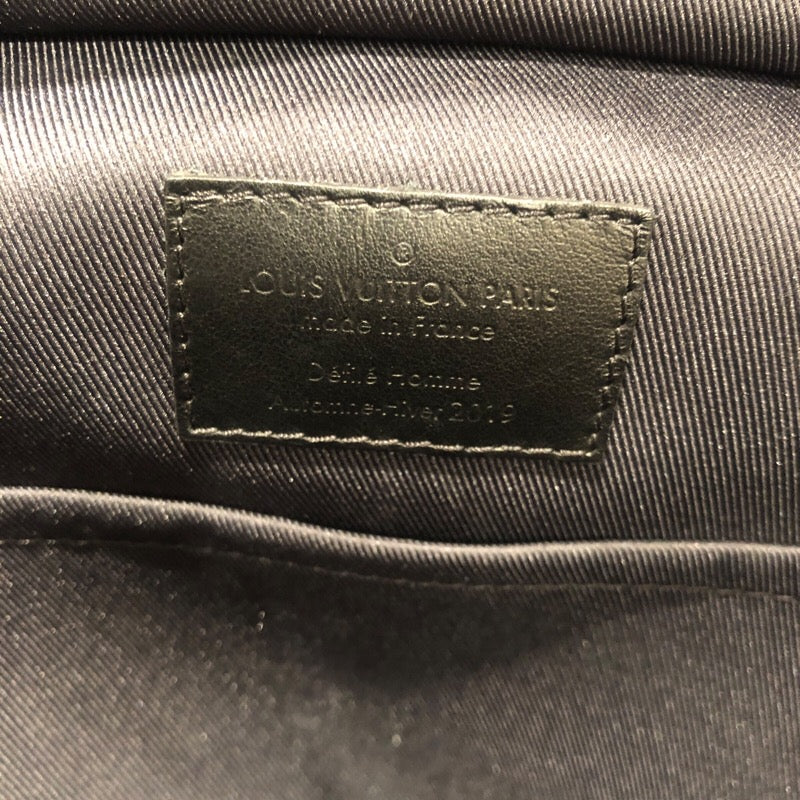 ®
LOUIS VUITTON PARIS
made in France
Défilé Homme
Automne-Hiver 2019